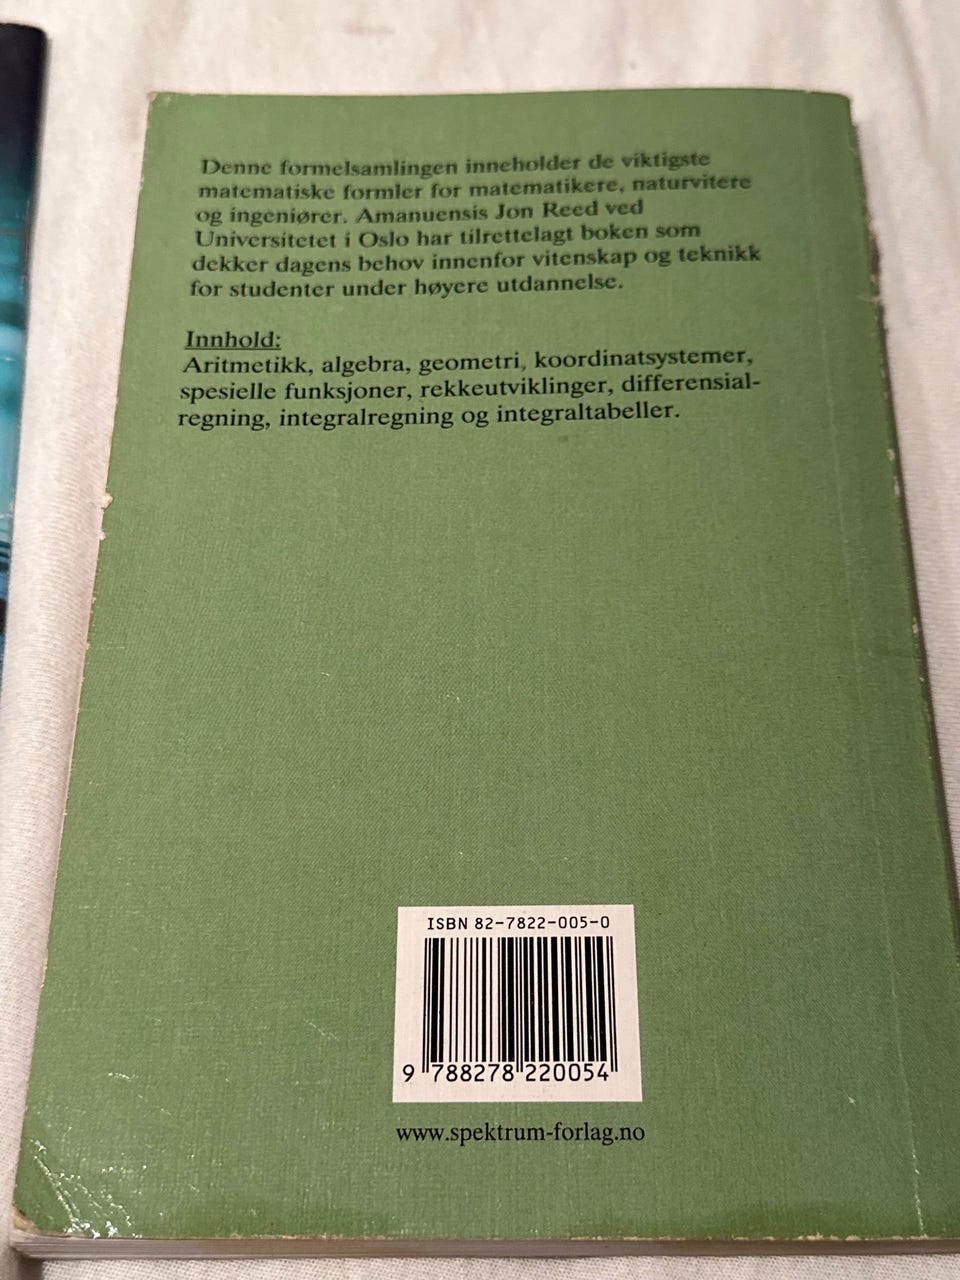 Denne formelsamlingen inneholder de viktigste
matematiske formler for matematikere, naturvitere
og ingeniører. Amanuensis Jon Reed ved
Universitetet i Oslo har tilrettelagt boken som
dekker dagens behov innenfor vitenskap og teknikk
for studenter under høyere utdannelse.
Innhold:
Aritmetikk, algebra, geometri, koordinatsystemer,
spesielle funksjoner, rekkeutviklinger, differensial-
regning, integralregning og integraltabeller.
ISBN 82-7822-005-0
9 788278 220054
www.spektrum-forlag.no